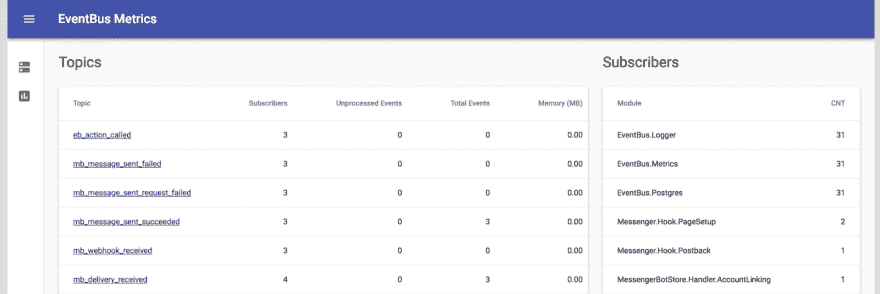 EventBus Metrics
Topics
Topic Subscribers Unprocessed Events Total Events Memory (MB)
eb_action_called 3 0 0 0.00
mb_message_sent_failed 3 0 0 0.00
mb_message_sent_request_failed 3 0 0 0.00
mb_message_sent_succeeded 3 0 3 0.00
mb_webhook_received 3 0 0 0.00
mb_delivery_received 4 0 3 0.00
Subscribers
Module CNT
EventBus.Logger 31
EventBus.Metrics 31
EventBus.Postgres 31
Messenger.Hook.PageSetup 2
Messenger.Hook.Postback 1
MessengerBotStore.Handler.AccountLinking 1